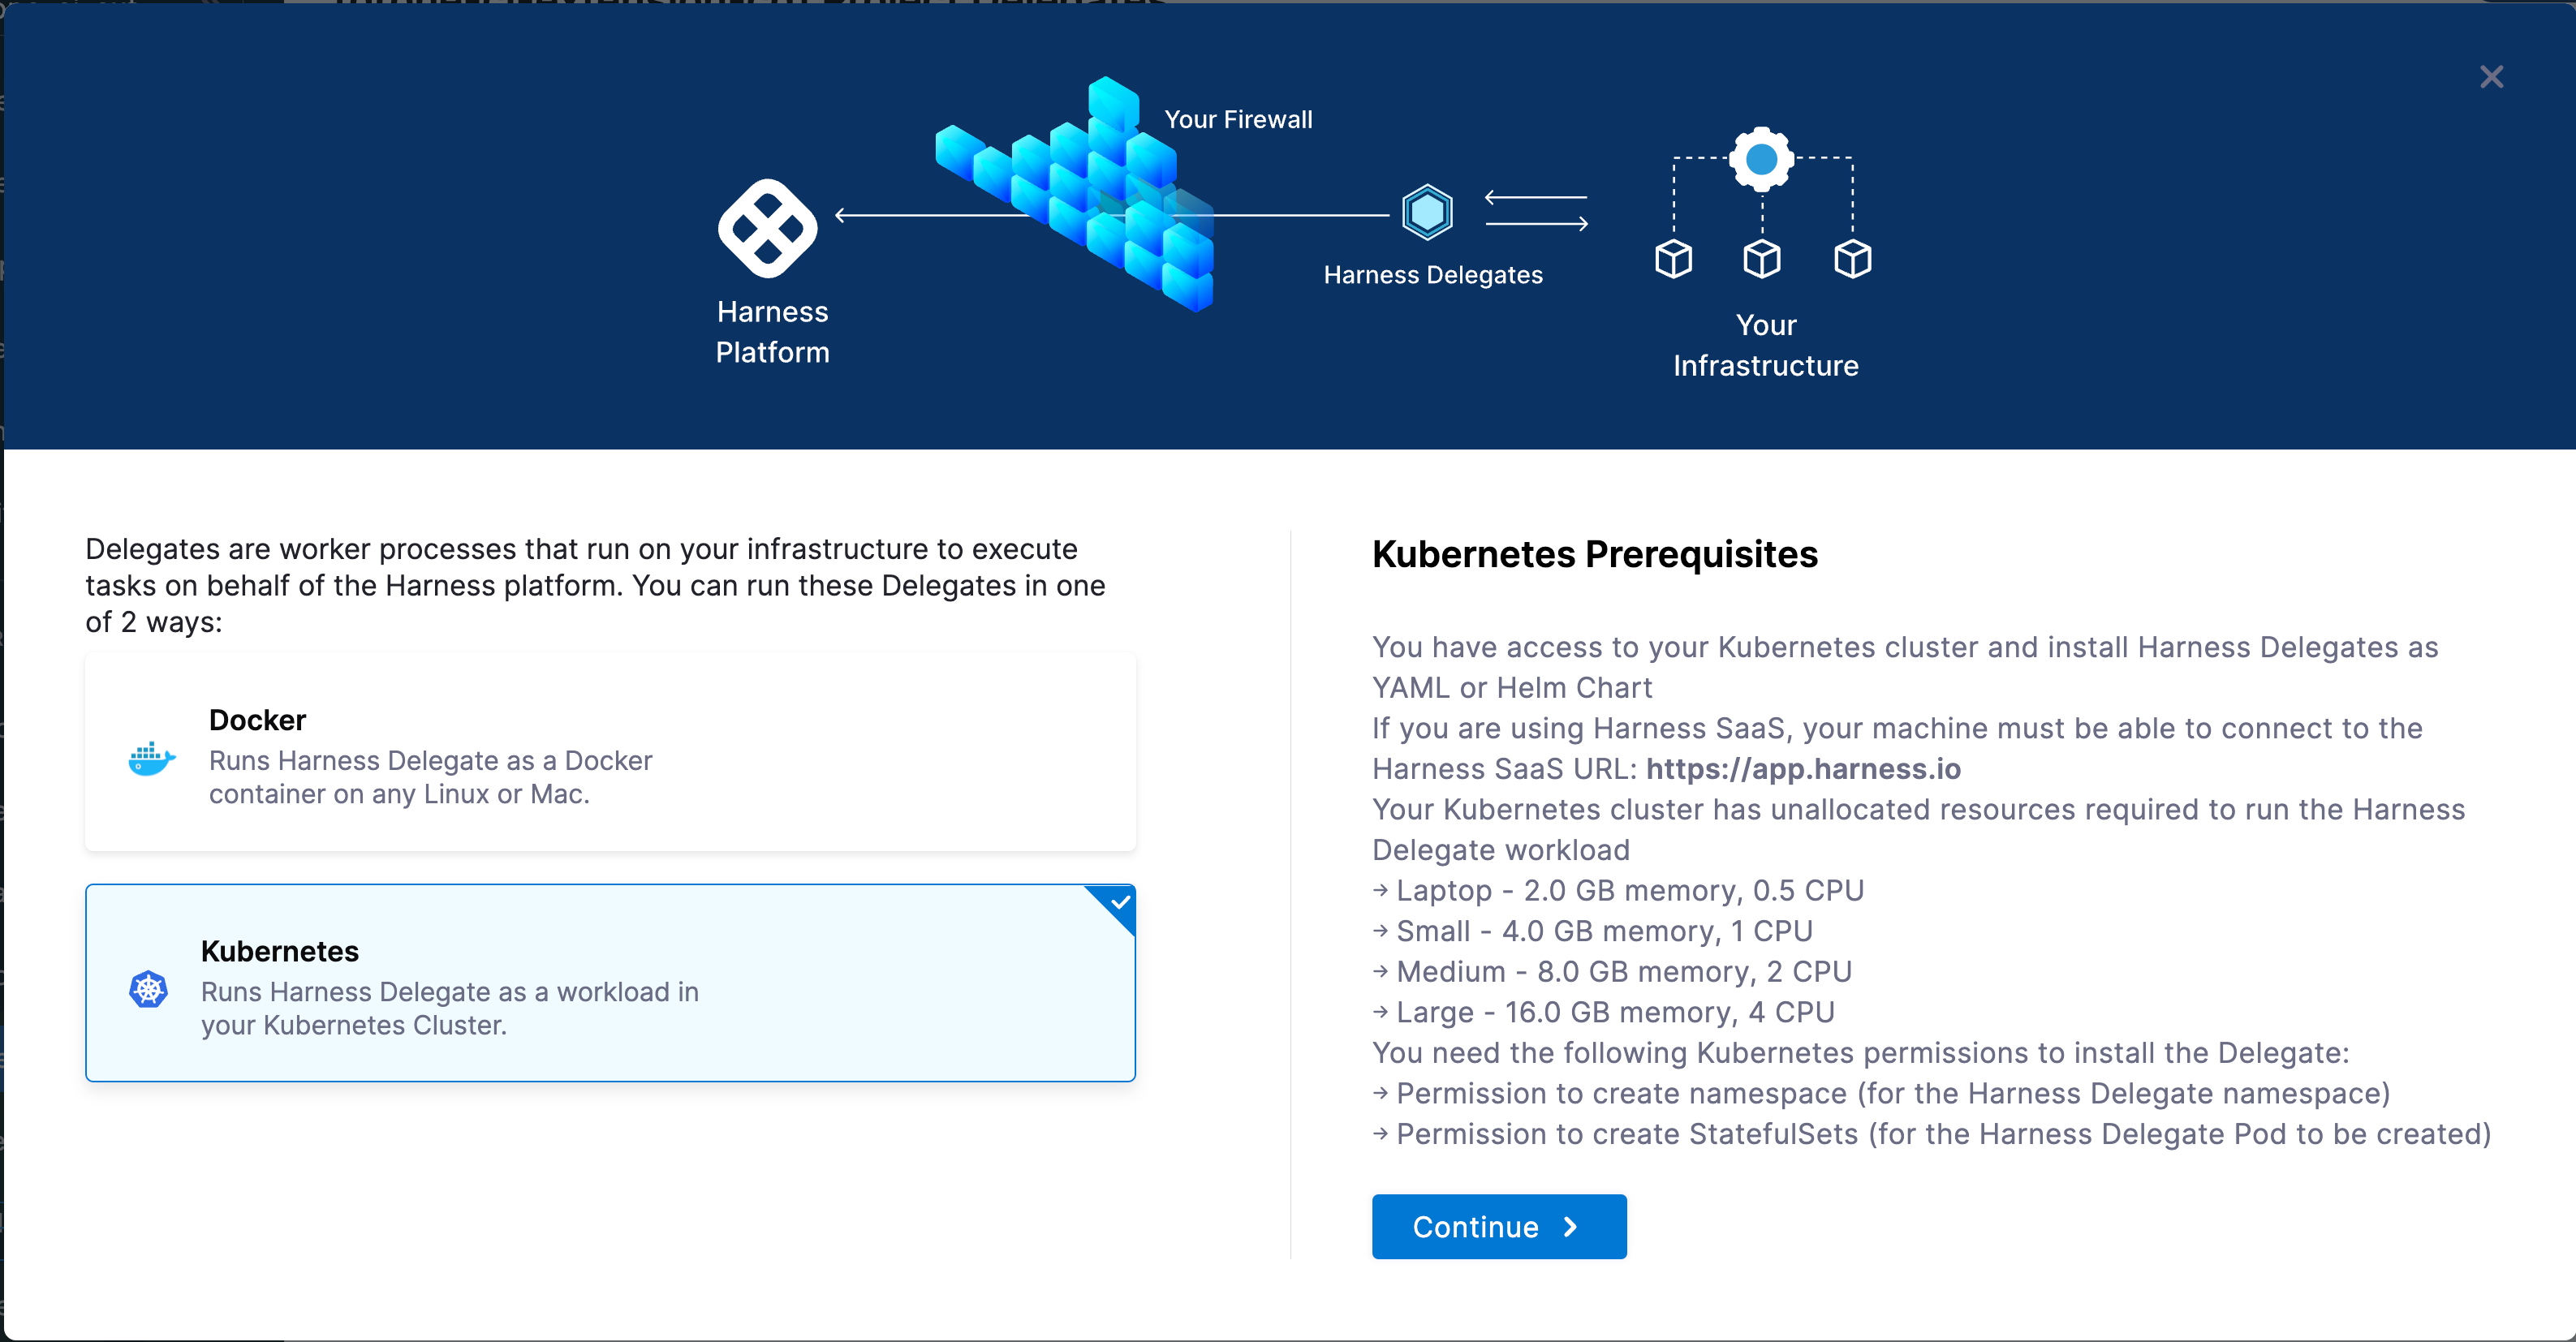 Your Firewall
Harness Delegates
Harness
Platform
Your
Infrastructure
Delegates are worker processes that run on your infrastructure to execute
tasks on behalf of the Harness platform. You can run these Delegates in one
of 2 ways:
Docker
Runs Harness Delegate as a Docker
container on any Linux or Mac.
Kubernetes
Runs Harness Delegate as a workload in
your Kubernetes Cluster.
Kubernetes Prerequisites
You have access to your Kubernetes cluster and install Harness Delegates as
YAML or Helm Chart
If you are using Harness SaaS, your machine must be able to connect to the
Harness SaaS URL: https://app.harness.io
Your Kubernetes cluster has unallocated resources required to run the Harness
Delegate workload
→ Laptop - 2.0 GB memory, 0.5 CPU
→ Small - 4.0 GB memory, 1 CPU
→ Medium - 8.0 GB memory, 2 CPU
→ Large - 16.0 GB memory, 4 CPU
You need the following Kubernetes permissions to install the Delegate:
→ Permission to create namespace (for the Harness Delegate namespace)
→ Permission to create StatefulSets (for the Harness Delegate Pod to be created)
Continue